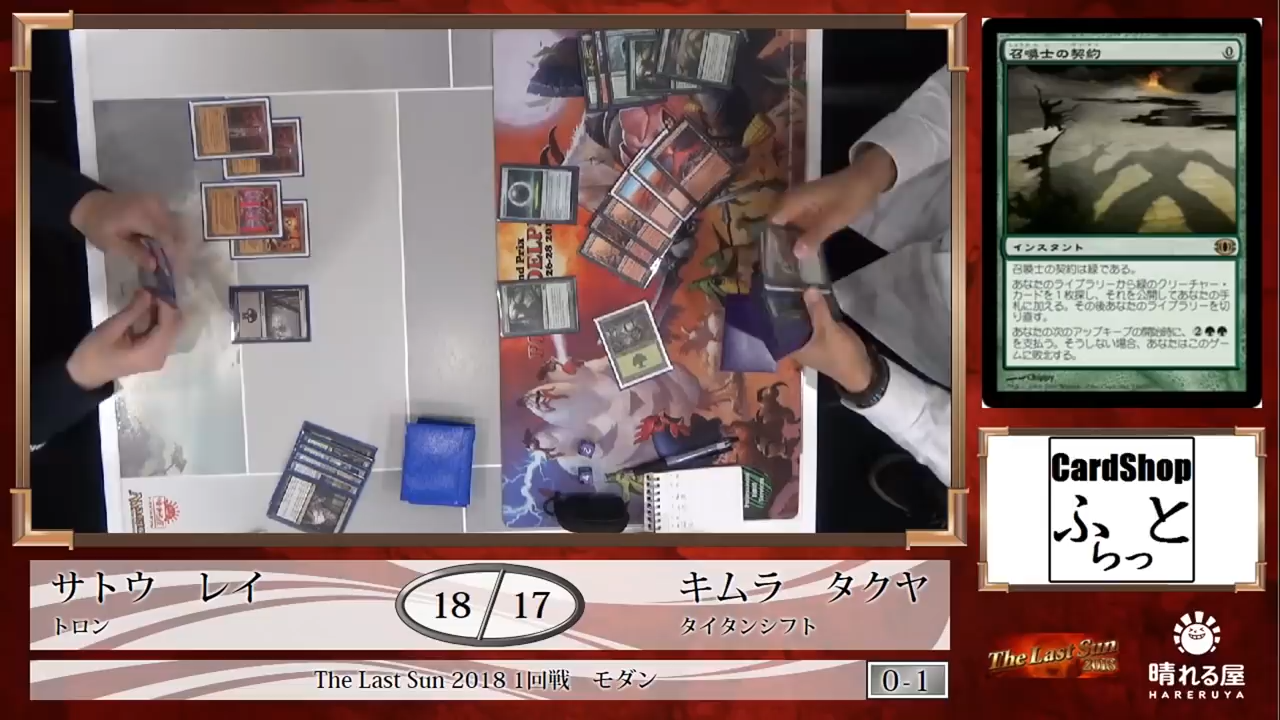 召喚士の契約 0
インスタント
召喚士の契約は緑である。
あなたのライブラリーから緑のクリーチャー・
カードを1枚探し、それを公開してあなたの手
札に加える。その後あなたのライブラリーを切
り直す。
あなたの次のアップキープの開始時に、2
を支払う。そうしない場合、あなたはこのゲー
ムに敗北する。
Chippy
nd Prix
DELP
26-28 201
CardShop
ふらっと
サトウ レイ
トロン
18 / 17
キムラ タクヤ
タイタンシフト
The Last Sun 2018 1回戦 モダン
0-1
The Last Sun
2018
晴れる屋
HARERUYA